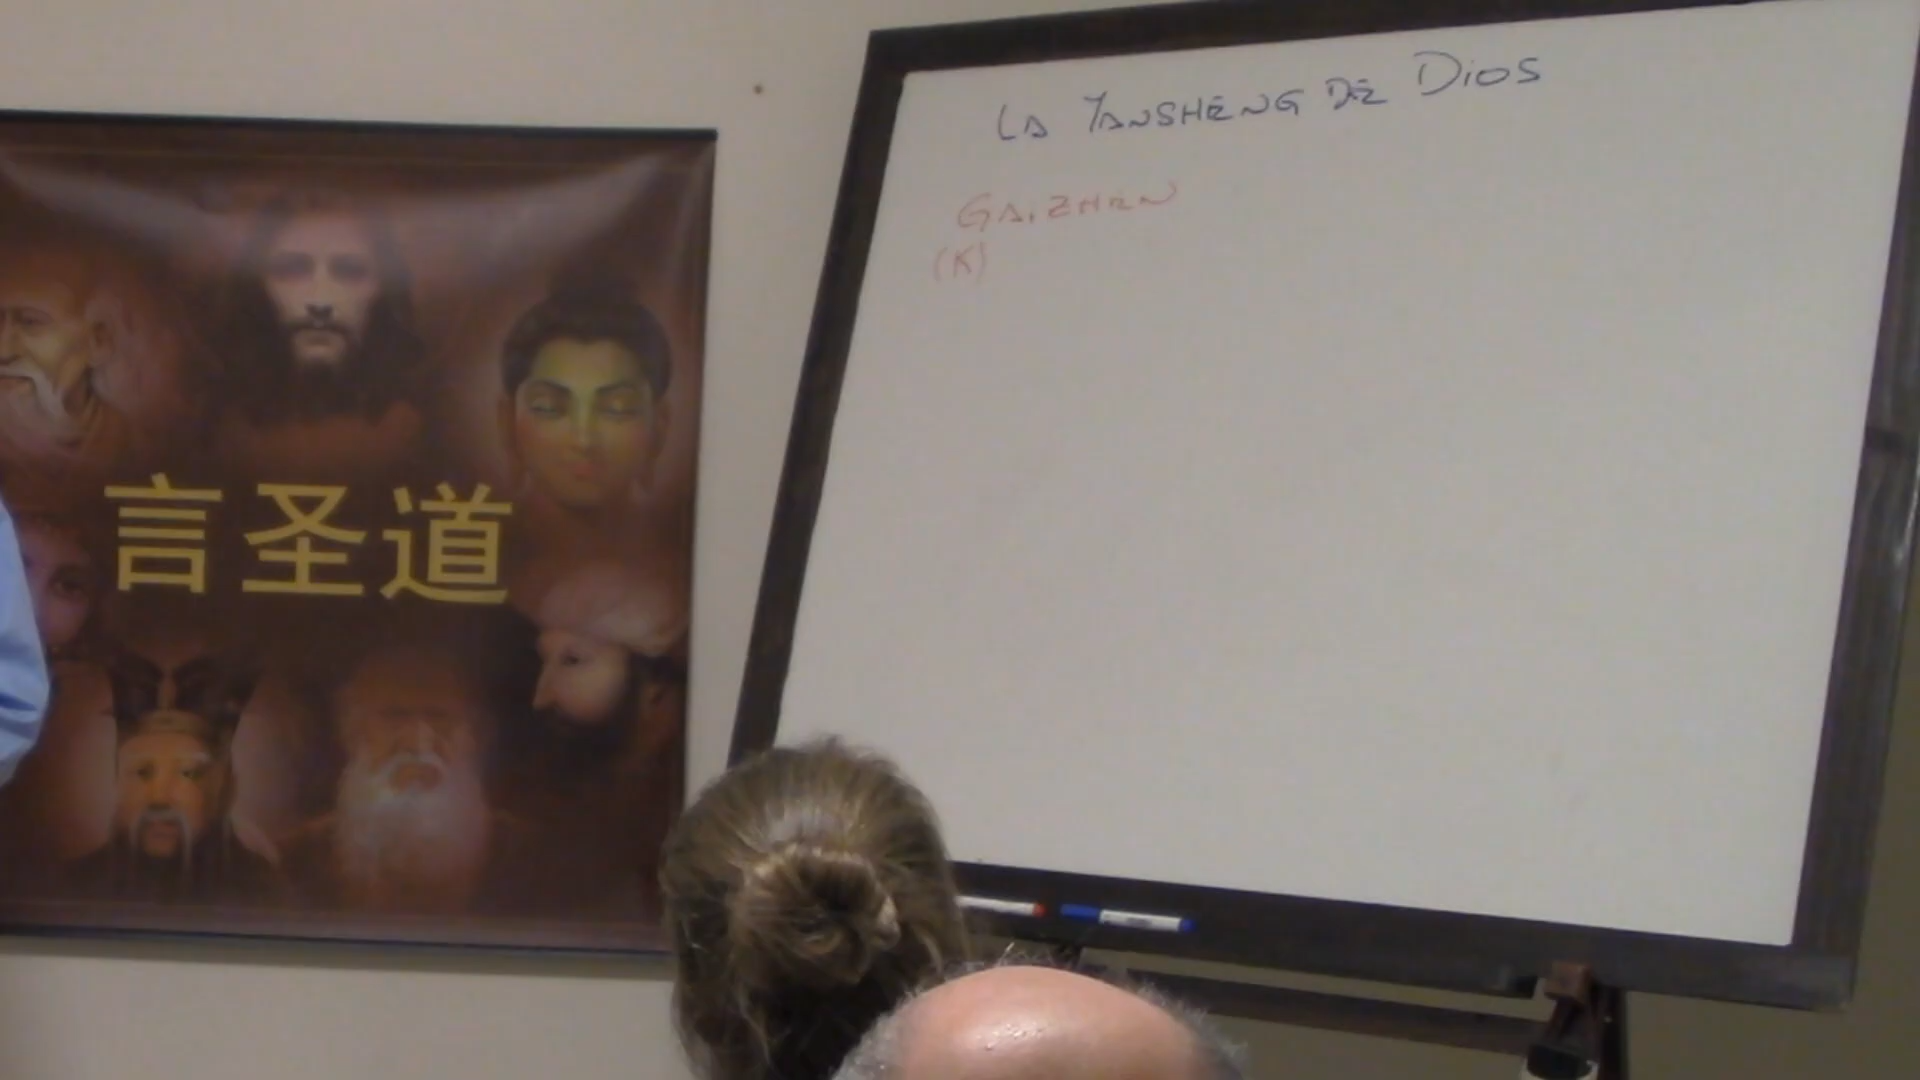 言圣道
LA YANSHENG DE DIOS
GAIZHEN
(K)